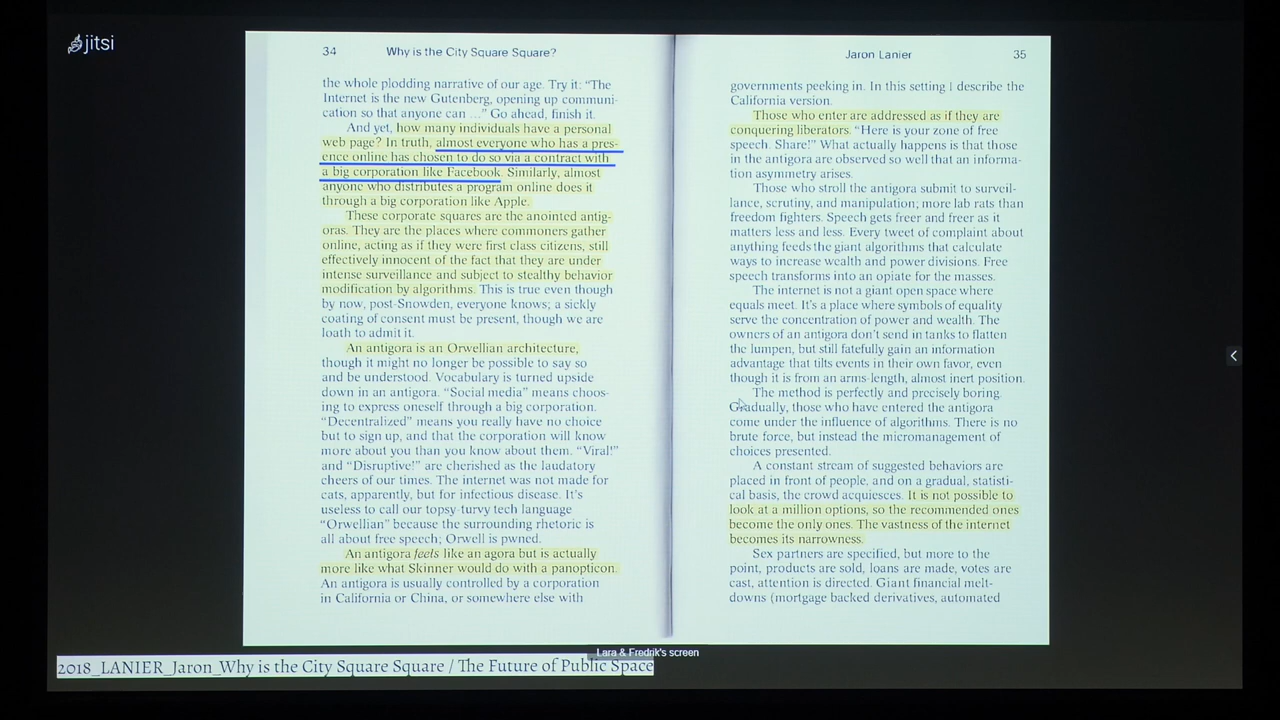 jitsi
34 Why is the City Square Square?
the whole plodding narrative of our age. Try it: “The
Internet is the new Gutenberg, opening up communi-
cation so that anyone can ...” Go ahead, finish it.
And yet, how many individuals have a personal
web page? In truth, almost everyone who has a pres-
ence online has chosen to do so via a contract with
a big corporation like Facebook. Similarly, almost
anyone who distributes a program online does it
through a big corporation like Apple.
These corporate squares are the anointed antig-
oras. They are the places where commoners gather
online, acting as if they were first class citizens, still
effectively innocent of the fact that they are under
intense surveillance and subject to stealthy behavior
modification by algorithms. This is true even though
by now, post-Snowden, everyone knows; a sickly
coating of consent must be present, though we are
loath to admit it.
An antigora is an Orwellian architecture,
though it might no longer be possible to say so
and be understood. Vocabulary is turned upside
down in an antigora. “Social media” means choos-
ing to express oneself through a big corporation.
“Decentralized” means you really have no choice
but to sign up, and that the corporation will know
more about you than you know about them. “Viral!”
and “Disruptive!” are cherished as the laudatory
cheers of our times. The internet was not made for
cats, apparently, but for infectious disease. It’s
useless to call our topsy-turvy tech language
“Orwellian” because the surrounding rhetoric is
all about free speech; Orwell is pwned.
An antigora feels like an agora but is actually
more like what Skinner would do with a panopticon.
An antigora is usually controlled by a corporation
in California or China, or somewhere else with
Jaron Lanier 35
governments peeking in. In this setting I describe the
California version.
Those who enter are addressed as if they are
conquering liberators. “Here is your zone of free
speech. Share!” What actually happens is that those
in the antigora are observed so well that an informa-
tion asymmetry arises.
Those who stroll the antigora submit to surveil-
lance, scrutiny, and manipulation; more lab rats than
freedom fighters. Speech gets freer and freer as it
matters less and less. Every tweet of complaint about
anything feeds the giant algorithms that calculate
ways to increase wealth and power divisions. Free
speech transforms into an opiate for the masses.
The internet is not a giant open space where
equals meet. It’s a place where symbols of equality
serve the concentration of power and wealth. The
owners of an antigora don’t send in tanks to flatten
the lumpen, but still fatefully gain an information
advantage that tilts events in their own favor, even
though it is from an arms-length, almost inert position.
The method is perfectly and precisely boring.
Gradually, those who have entered the antigora
come under the influence of algorithms. There is no
brute force, but instead the micromanagement of
choices presented.
A constant stream of suggested behaviors are
placed in front of people, and on a gradual, statisti-
cal basis, the crowd acquiesces. It is not possible to
look at a million options, so the recommended ones
become the only ones. The vastness of the internet
becomes its narrowness.
Sex partners are specified, but more to the
point, products are sold, loans are made, votes are
cast, attention is directed. Giant financial melt-
downs (mortgage backed derivatives, automated
Lara & Fredrik's screen
2018_LANIER_Jaron_Why is the City Square Square / The Future of Public Space